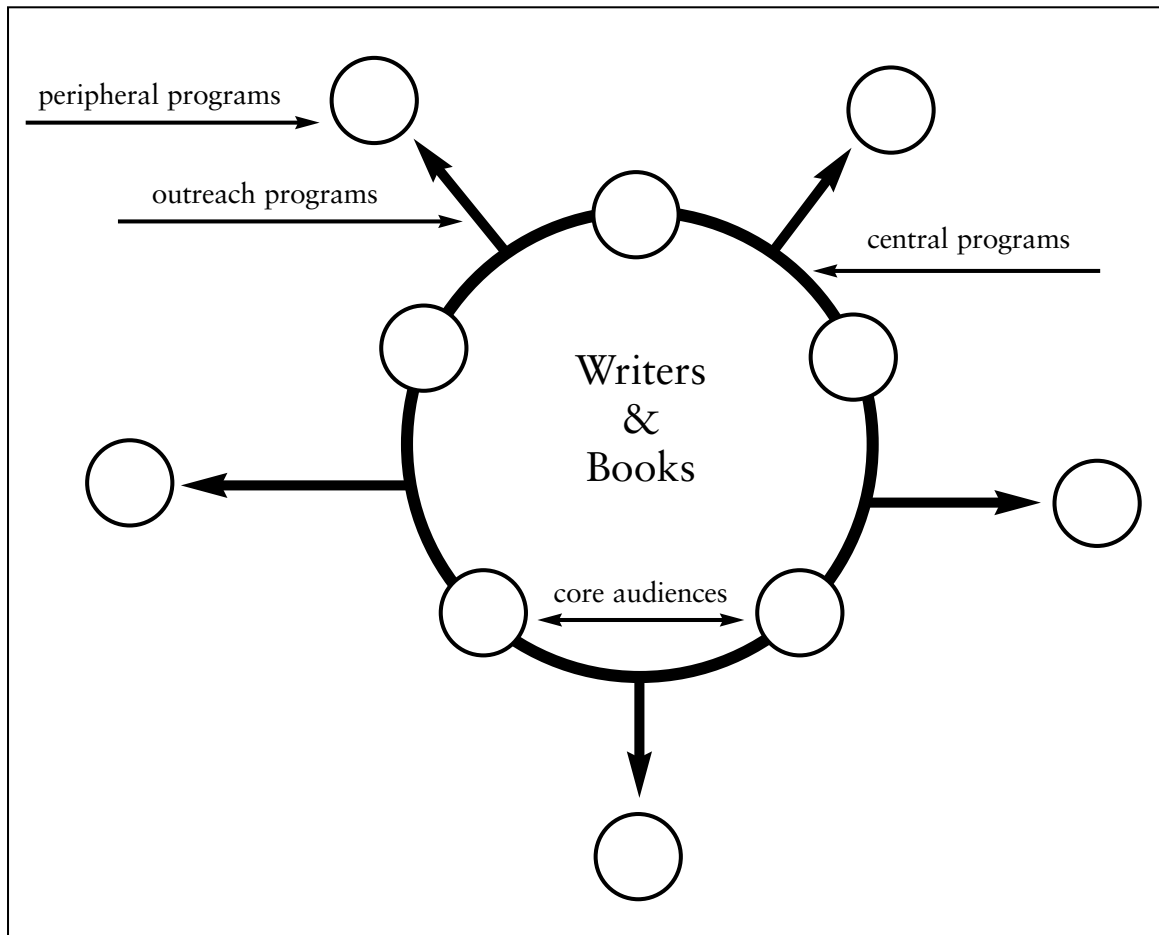 peripheral programs
outreach programs
central programs
Writers
&
Books
core audiences